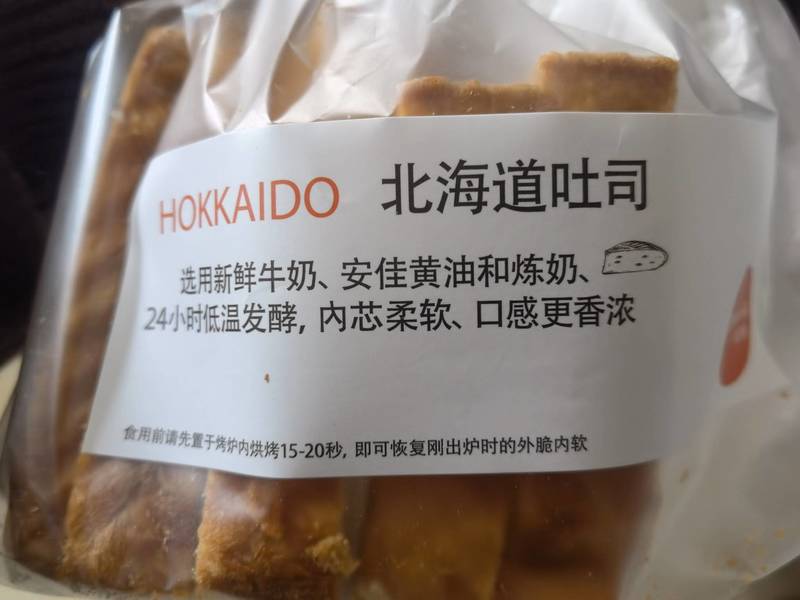 HOKKAIDO 北海道吐司
选用新鲜牛奶、安佳黄油和炼奶、
24小时低温发酵, 内芯柔软、口感更香浓
食用前请先置于烤炉内烘烤15-20秒, 即可恢复刚出炉时的外脆内软